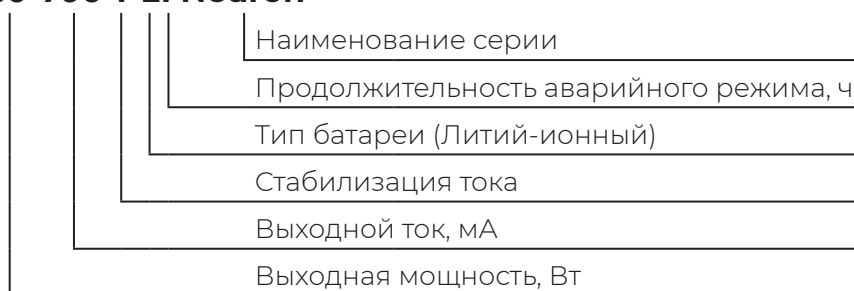 Наименование серии
Продолжительность аварийного режима, ч
Тип батареи (Литий-ионный)
Стабилизация тока
Выходной ток, мА
Выходная мощность, Вт